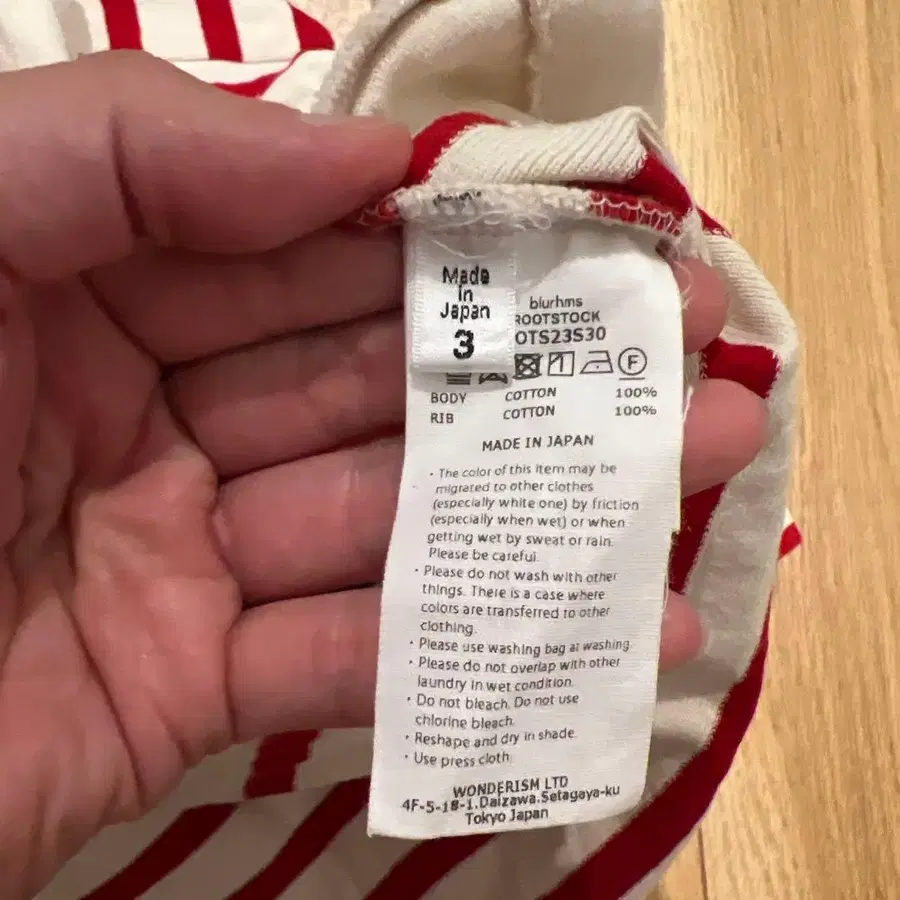 Made
in
Japan
3
blurhms
ROOTSTOCK
OTS23S30
F
BODY COTTON 100%
RIB COTTON 100%
MADE IN JAPAN
· The color of this item may be
migrated to other clothes
(especially white one) by friction
(especially when wet) or when
getting wet by sweat or rain.
Please be careful.
· Please do not wash with other
things. There is a case where
colors are transferred to other
clothing.
· Please use washing bag at washing.
· Please do not overlap with other
laundry in wet condition.
· Do not bleach. Do not use
chlorine bleach.
· Reshape and dry in shade.
· Use press cloth.
WONDERISM LTD
4F-5-18-1.Daizawa.Setagaya-ku
Tokyo Japan